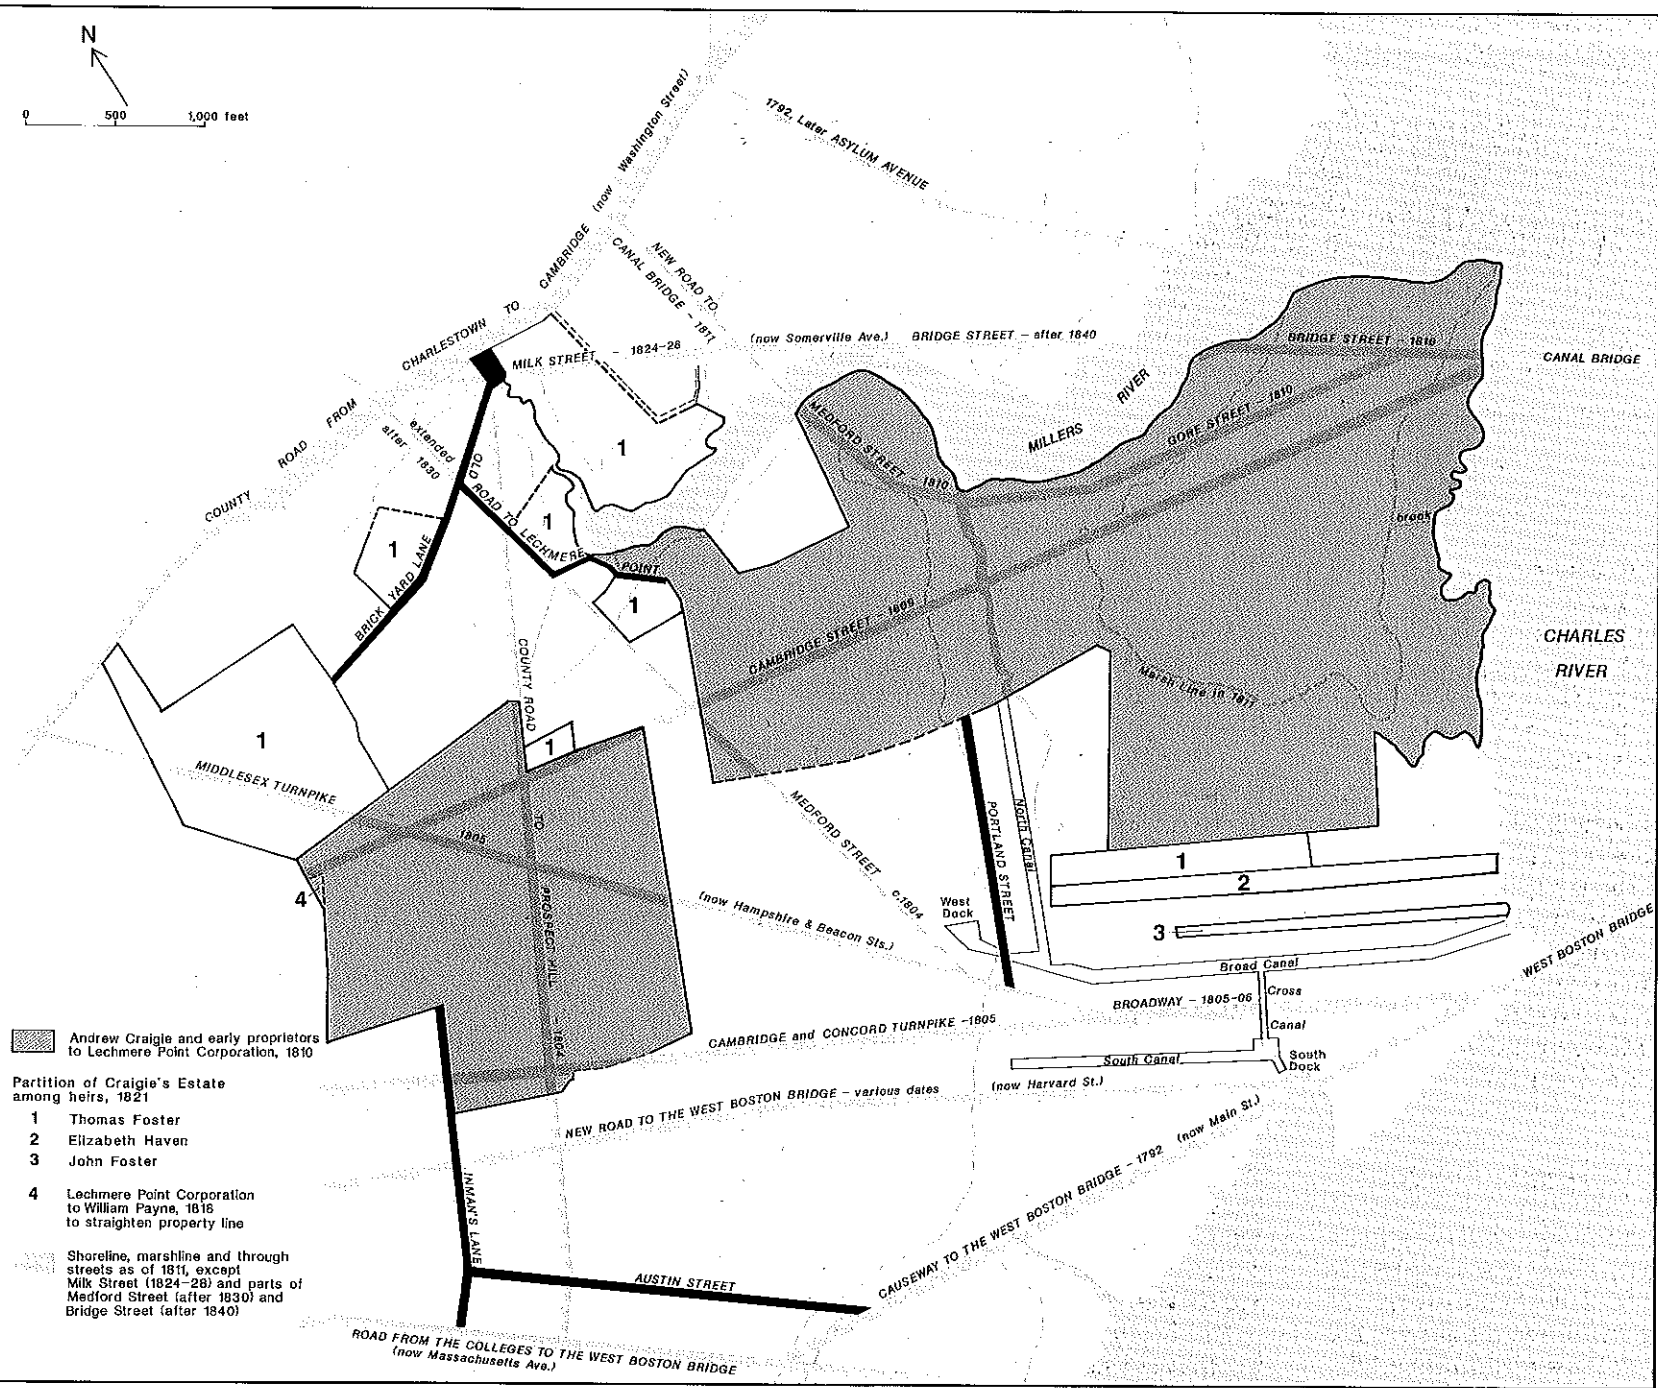 N
0 500 1,000 feet
COUNTY ROAD FROM CHARLESTOWN TO CAMBRIDGE (now Washington Street)
1792, Later ASYLUM AVENUE
NEW ROAD TO
CANAL BRIDGE - 1811
MILK STREET - 1824-28
(now Somerville Ave.) BRIDGE STREET - after 1840
BRIDGE STREET - 1810
CANAL BRIDGE
extended
after 1830
MEDFORD STREET - 1810
MILLERS RIVER
GORE STREET - 1810
OLD ROAD TO LECHMERE POINT
1
1
1
1
BRICK YARD LANE
brook
CAMBRIDGE STREET - 1809
CHARLES
RIVER
Marsh Line in 1811
COUNTY ROAD TO PROSPECT HILL - 1804
1
1
MIDDLESEX TURNPIKE 1805
(now Hampshire & Beacon Sts.)
MEDFORD STREET c.1804
PORTLAND STREET
North Canal
1
2
3
4
West
Dock
Broad Canal
WEST BOSTON BRIDGE
BROADWAY - 1805-06
Cross
Canal
CAMBRIDGE and CONCORD TURNPIKE - 1805
South Canal
South
Dock
(now Harvard St.)
NEW ROAD TO THE WEST BOSTON BRIDGE - various dates
CAUSEWAY TO THE WEST BOSTON BRIDGE - 1792 (now Main St.)
INMAN'S LANE
AUSTIN STREET
ROAD FROM THE COLLEGES TO THE WEST BOSTON BRIDGE
(now Massachusetts Ave.)
Andrew Craigie and early proprietors
to Lechmere Point Corporation, 1810
Partition of Craigie's Estate
among heirs, 1821
1 Thomas Foster
2 Elizabeth Haven
3 John Foster
4 Lechmere Point Corporation
to William Payne, 1818
to straighten property line
Shoreline, marshline and through
streets as of 1811, except
Milk Street (1824-28) and parts of
Medford Street (after 1830) and
Bridge Street (after 1840)